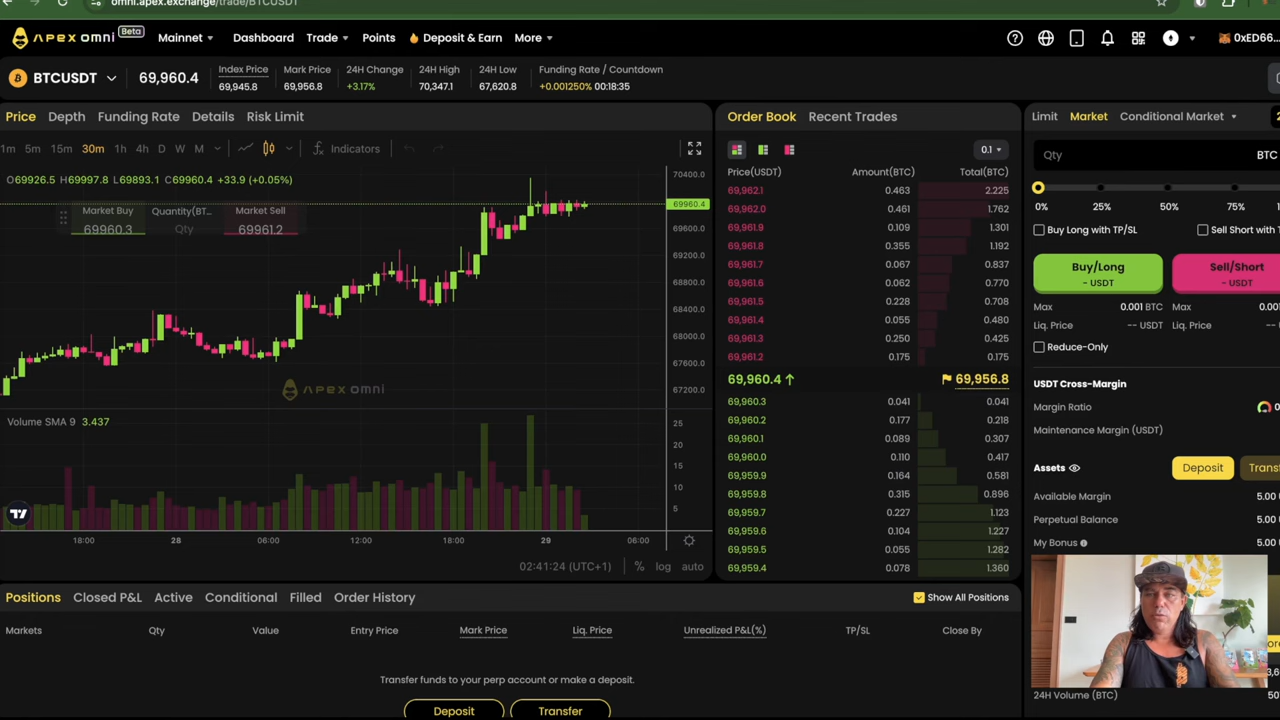 omni.apex.exchange/trade/BTCUSDT
APEX omni Beta Mainnet Dashboard Trade Points Deposit & Earn More 0xED66...
BTCUSDT 69,960.4
Index Price 69,945.8
Mark Price 69,956.8
24H Change +3.17%
24H High 70,347.1
24H Low 67,620.8
Funding Rate / Countdown +0.001250% 00:18:35
Price Depth Funding Rate Details Risk Limit
1m 5m 15m 30m 1h 4h D W M Indicators
O69926.5 H69997.8 L69893.1 C69960.4 +33.9 (+0.05%)
Market Buy 69960.3
Quantity(BT... Qty
Market Sell 69961.2
70400.0
69960.4
69600.0
69200.0
68800.0
68400.0
68000.0
67600.0
67200.0
APEX omni
Volume SMA 9 3.437
25
20
15
10
5
18:00 28 06:00 12:00 18:00 29 06:00
02:41:24 (UTC+1) % log auto
Order Book Recent Trades
0.1
Price(USDT) Amount(BTC) Total(BTC)
69,962.1 0.463 2.225
69,962.0 0.461 1.762
69,961.9 0.109 1.301
69,961.8 0.355 1.192
69,961.7 0.067 0.837
69,961.6 0.062 0.770
69,961.5 0.228 0.708
69,961.4 0.055 0.480
69,961.3 0.250 0.425
69,961.2 0.175 0.175
69,960.4 69,956.8
69,960.3 0.041 0.041
69,960.2 0.177 0.218
69,960.1 0.089 0.307
69,960.0 0.110 0.417
69,959.9 0.164 0.581
69,959.8 0.315 0.896
69,959.7 0.227 1.123
69,959.6 0.104 1.227
69,959.5 0.055 1.282
69,959.4 0.078 1.360
Limit Market Conditional Market
Qty BTC
0% 25% 50% 75%
Buy Long with TP/SL Sell Short with
Buy/Long - USDT
Sell/Short - USDT
Max 0.001 BTC Max 0.001
Liq. Price -- USDT Liq. Price --
Reduce-Only
USDT Cross-Margin
Margin Ratio
Maintenance Margin (USDT)
Assets Deposit
Available Margin 5.00
Perpetual Balance 5.00
My Bonus 5.00
24H Volume (BTC)
Positions Closed P&L Active Conditional Filled Order History Show All Positions
Markets Qty Value Entry Price Mark Price Liq. Price Unrealized P&L(%) TP/SL Close By
Transfer funds to your perp account or make a deposit.
Deposit Transfer